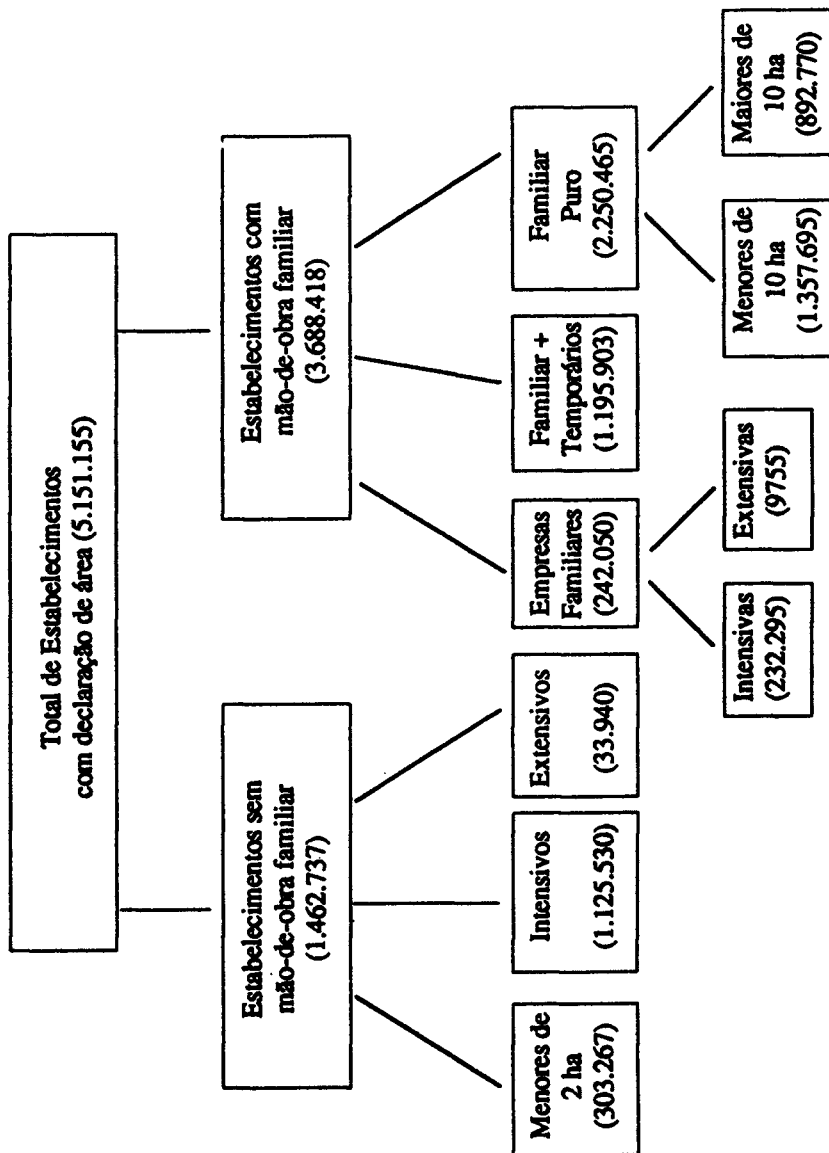 Total de Estabelecimentos
com declaração de área (5.151.155)
Estabelecimentos sem
mão-de-obra familiar
(1.462.737)
Estabelecimentos com
mão-de-obra familiar
(3.688.418)
Menores de
2 ha
(303.267)
Intensivos
(1.125.530)
Extensivos
(33.940)
Empresas
Familiares
(242.050)
Familiar +
Temporários
(1.195.903)
Familiar
Puro
(2.250.465)
Intensivas
(232.295)
Extensivas
(9755)
Menores de
10 ha
(1.357.695)
Maiores de
10 ha
(892.770)